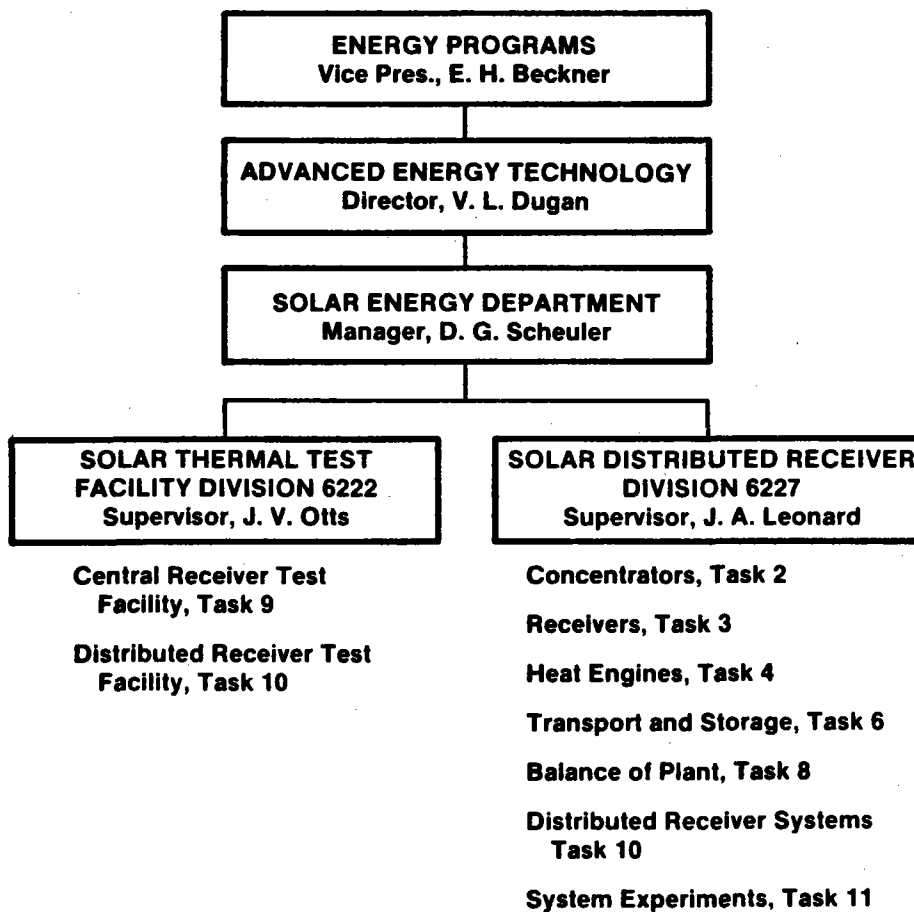 ENERGY PROGRAMS
Vice Pres., E. H. Beckner
ADVANCED ENERGY TECHNOLOGY
Director, V. L. Dugan
SOLAR ENERGY DEPARTMENT
Manager, D. G. Scheuler
SOLAR THERMAL TEST
FACILITY DIVISION 6222
Supervisor, J. V. Otts
Central Receiver Test
Facility, Task 9
Distributed Receiver Test
Facility, Task 10
SOLAR DISTRIBUTED RECEIVER
DIVISION 6227
Supervisor, J. A. Leonard
Concentrators, Task 2
Receivers, Task 3
Heat Engines, Task 4
Transport and Storage, Task 6
Balance of Plant, Task 8
Distributed Receiver Systems
Task 10
System Experiments, Task 11